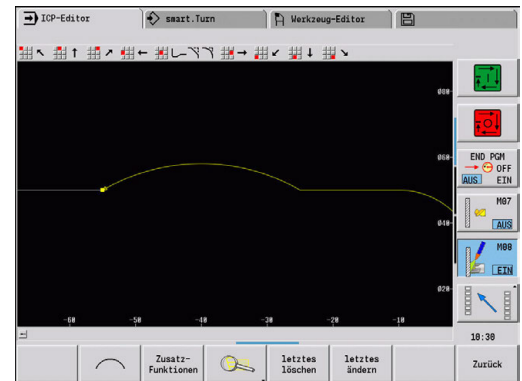 ICP-Editor
smart.Turn
Werkzeug-Editor
Ø80
Ø60
Ø40
Ø20
-60
-50
-40
-30
-20
-10
END PGM
OFF
AUS EIN
M07
AUS
M08
EIN
10:30
Zusatz-
Funktionen
letztes
löschen
letztes
ändern
Zurück